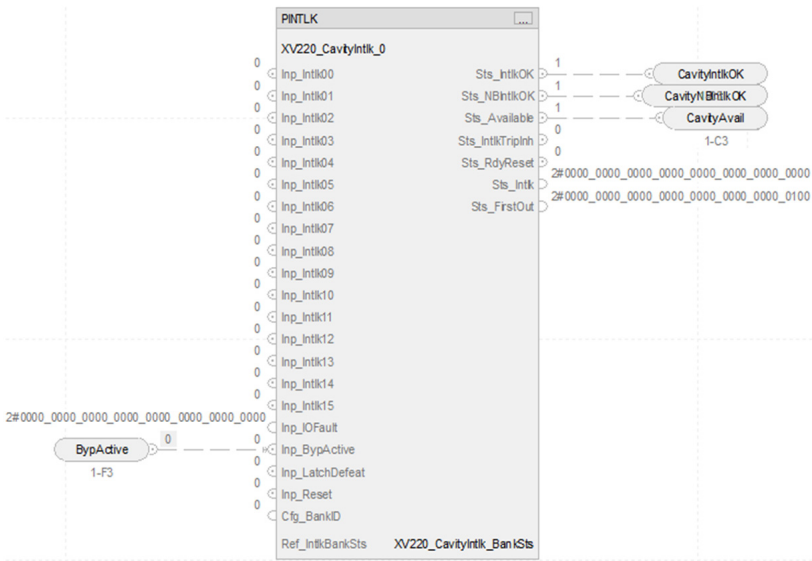 PINTLK ...
XV220_CavityIntlk_0
0 Inp_Intlk00 Sts_IntlkOK 1 CavityIntlkOK
0 Inp_Intlk01 Sts_NBIntlkOK 1
0 Inp_Intlk02 Sts_Available 1 CavityAvail
0 Inp_Intlk03 Sts_IntlkTripInh 0 1-C3
0 Inp_Intlk04 Sts_RdyReset 0
0 Inp_Intlk05 Sts_Intlk 2#0000_0000_0000_0000_0000_0000_0000_0000
0 Inp_Intlk06 Sts_FirstOut 2#0000_0000_0000_0000_0000_0000_0000_0100
0 Inp_Intlk07
0 Inp_Intlk08
0 Inp_Intlk09
0 Inp_Intlk10
0 Inp_Intlk11
0 Inp_Intlk12
0 Inp_Intlk13
0 Inp_Intlk14
0 Inp_Intlk15
2#0000_0000_0000_0000_0000_0000_0000_0000 Inp_IOFault
BypActive 0 0 Inp_BypActive
1-F3
0 Inp_LatchDefeat
0 Inp_Reset
0 Cfg_BankID
Ref_IntlkBankSts XV220_CavityIntlk_BankSts